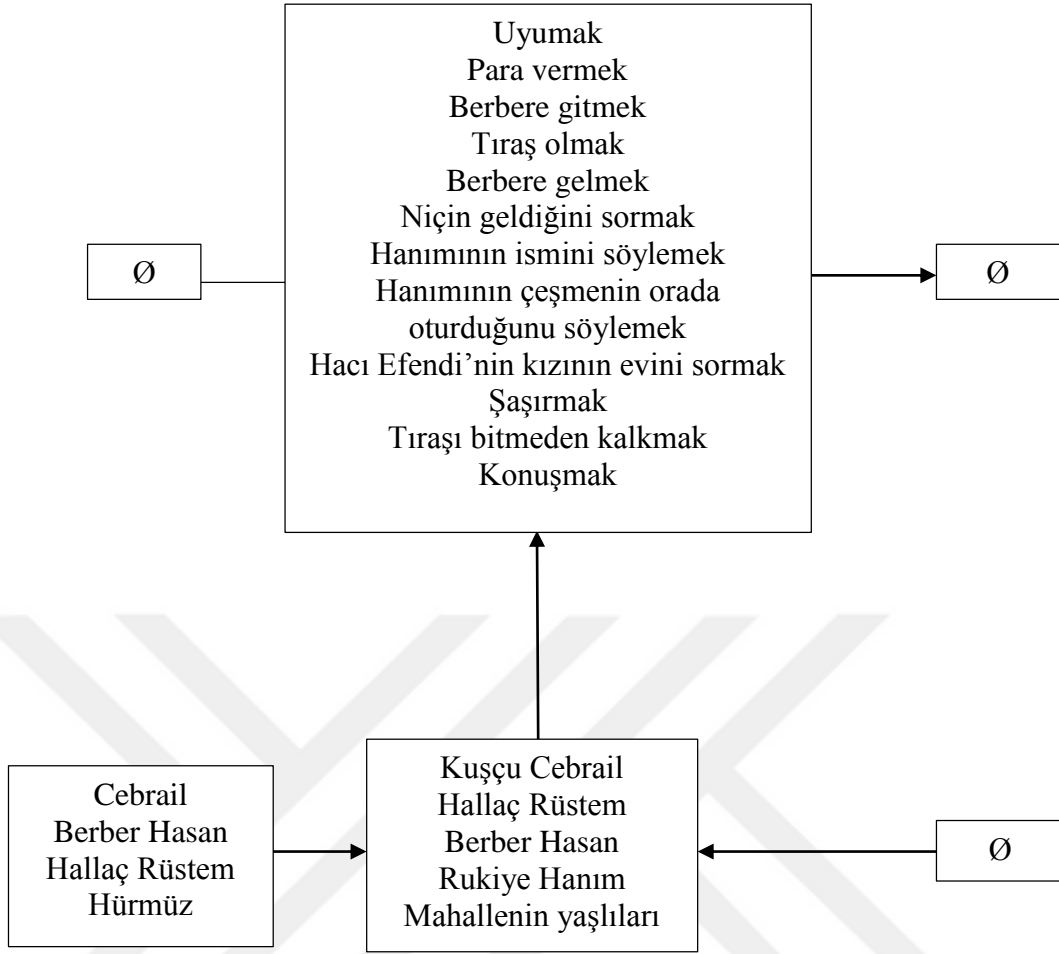 Uyumak
Para vermek
Berbere gitmek
Tıraş olmak
Berbere gelmek
Niçin geldiğini sormak
Hanımının ismini söylemek
Hanımının çeşmenin orada
oturduğunu söylemek
Hacı Efendi’nin kızının evini sormak
Şaşırmak
Tıraşı bitmeden kalkmak
Konuşmak
Ø
Ø
Cebrail
Berber Hasan
Hallaç Rüstem
Hürmüz
Kuşçu Cebrail
Hallaç Rüstem
Berber Hasan
Rukiye Hanım
Mahallenin yaşlıları
Ø